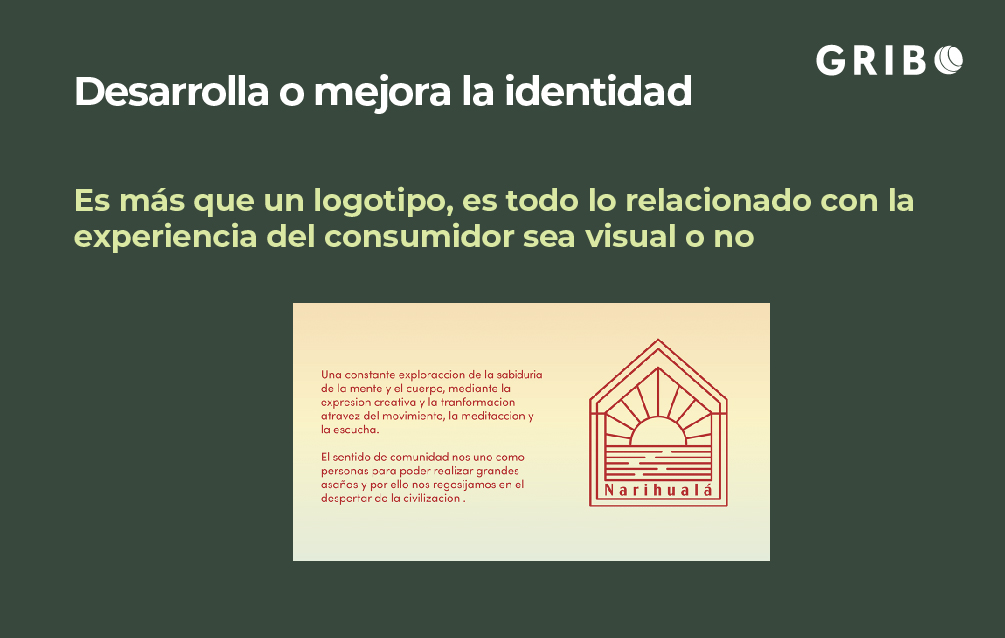 GRIBO
Desarrolla o mejora la identidad
Es más que un logotipo, es todo lo relacionado con la
experiencia del consumidor sea visual o no
Una constante exploraccion de la sabiduria
de la mente y el cuerpo, mediante la
expresion creativa y la tranformacion
atravez del movimiento, la meditaccion y
la escucha.
El sentido de comunidad nos uno como
personas para poder realizar grandes
asañas y por ello nos regosijamos en el
despertar de la civilizacion .
Narihualá